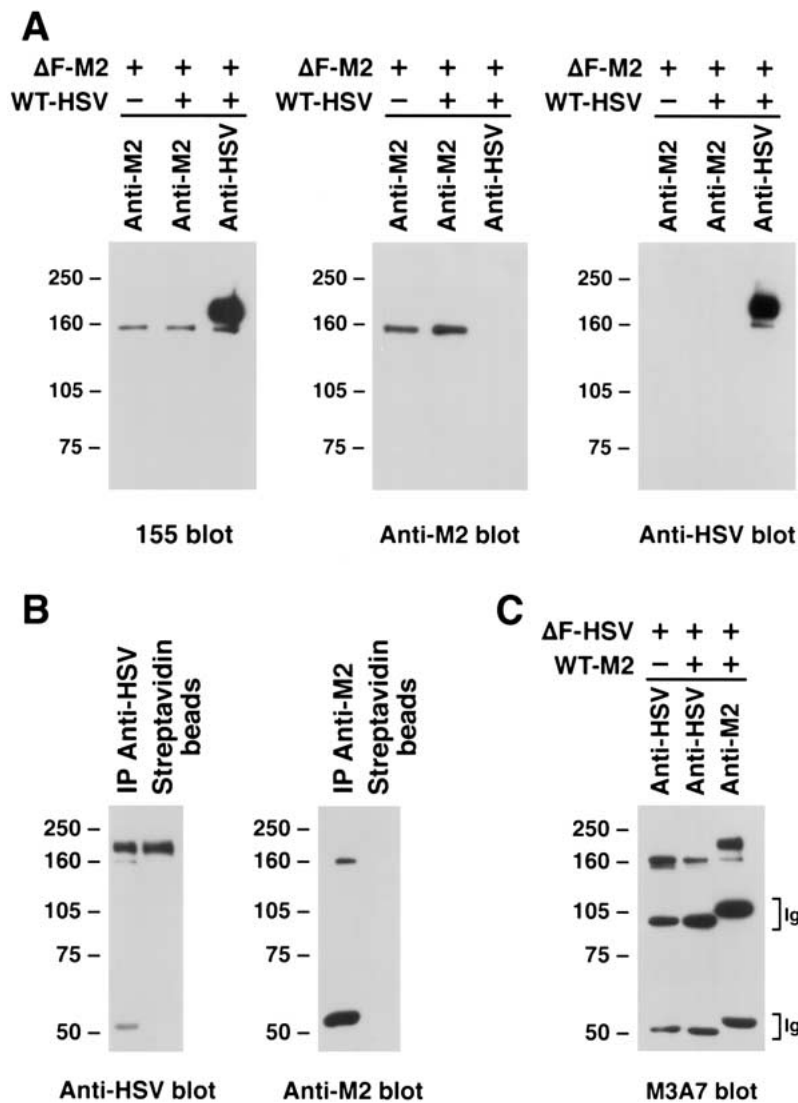 A
ΔF-M2 + + +
WT-HSV – + +
Anti-M2
Anti-M2
Anti-HSV
250 –
160 –
105 –
75 –
155 blot
ΔF-M2 + + +
WT-HSV – + +
Anti-M2
Anti-M2
Anti-HSV
250 –
160 –
105 –
75 –
Anti-M2 blot
ΔF-M2 + + +
WT-HSV – + +
Anti-M2
Anti-M2
Anti-HSV
250 –
160 –
105 –
75 –
Anti-HSV blot
B
IP Anti-HSV
Streptavidin
beads
250 –
160 –
105 –
75 –
50 –
Anti-HSV blot
IP Anti-M2
Streptavidin
beads
250 –
160 –
105 –
75 –
50 –
Anti-M2 blot
C
ΔF-HSV + + +
WT-M2 – + +
Anti-HSV
Anti-HSV
Anti-M2
250 –
160 –
105 –
75 –
50 –
Ig
Ig
M3A7 blot